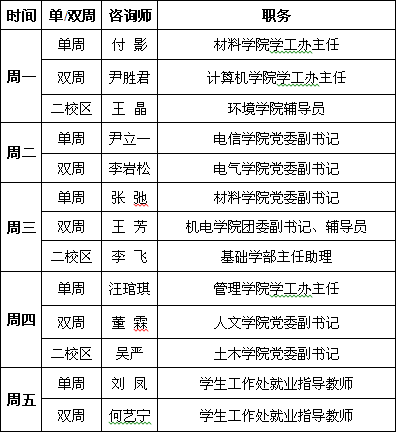 时间 单/双周 咨询师 职务
周一 单周 付 影 材料学院学工办主任
双周 尹胜君 计算机学院学工办主任
二校区 王 晶 环境学院辅导员
周二 单周 尹立一 电信学院党委副书记
双周 李岩松 电气学院党委副书记
周三 单周 张 弛 材料学院党委副书记
双周 王 芳 机电学院团委副书记、辅导员
二校区 李 飞 基础学部主任助理
周四 单周 汪琯琪 管理学院学工办主任
双周 董 霖 人文学院党委副书记
二校区 吴严 土木学院党委副书记
周五 单周 刘 凤 学生工作处就业指导教师
双周 何艺宁 学生工作处就业指导教师